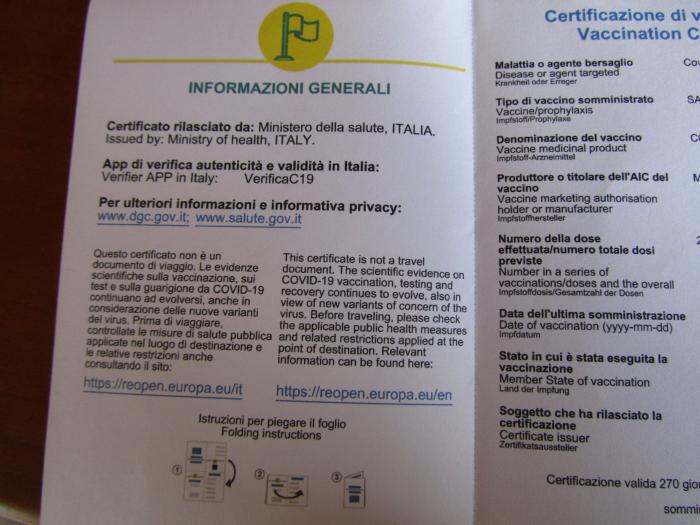 INFORMAZIONI GENERALI
Certificato rilasciato da: Ministero della salute, ITALIA.
Issued by: Ministry of health, ITALY.
App di verifica autenticità e validità in Italia:
Verifier APP in Italy: VerificaC19
Per ulteriori informazioni e informativa privacy:
www.dgc.gov.it; www.salute.gov.it
Questo certificato non è un
documento di viaggio. Le evidenze
scientifiche sulla vaccinazione, sui
test e sulla guarigione da COVID-19
continuano ad evolversi, anche in
considerazione delle nuove varianti
del virus. Prima di viaggiare,
controllate le misure di salute pubblica
applicate nel luogo di destinazione e
le relative restrizioni anche
consultando il sito:
https://reopen.europa.eu/it
This certificate is not a travel
document. The scientific evidence on
COVID-19 vaccination, testing and
recovery continues to evolve, also in
view of new variants of concern of the
virus. Before traveling, please check
the applicable public health measures
and related restrictions applied at the
point of destination. Relevant
information can be found here:
https://reopen.europa.eu/en
Istruzioni per piegare il foglio
Folding instructions
1 2 3
Certificazione di v
Vaccination C
Malattia o agente bersaglio Cov
Disease or agent targeted
Krankheit oder Erreger
Tipo di vaccino somministrato SA
Vaccine/prophylaxis
Impfstoff/Prophylaxe
Denominazione del vaccino
Vaccine medicinal product
Impfstoff-Arzneimittel
Produttore o titolare dell'AIC del M
vaccino
Vaccine marketing authorisation
holder or manufacturer
Impfstoffhersteller
Numero della dose 2
effettuata/numero totale dosi
previste
Number in a series of
vaccinations/doses and the overall
Impfstoffdosis/Gesamtzahl der Dosen
Data dell'ultima somministrazione
Date of vaccination (yyyy-mm-dd)
Impfdatum
Stato in cui è stata eseguita la
vaccinazione
Member State of vaccination
Land der Impfung
Soggetto che ha rilasciato la
certificazione
Certificate issuer
Zertifikatsaussteller
Certificazione valida 270 gior
sommi